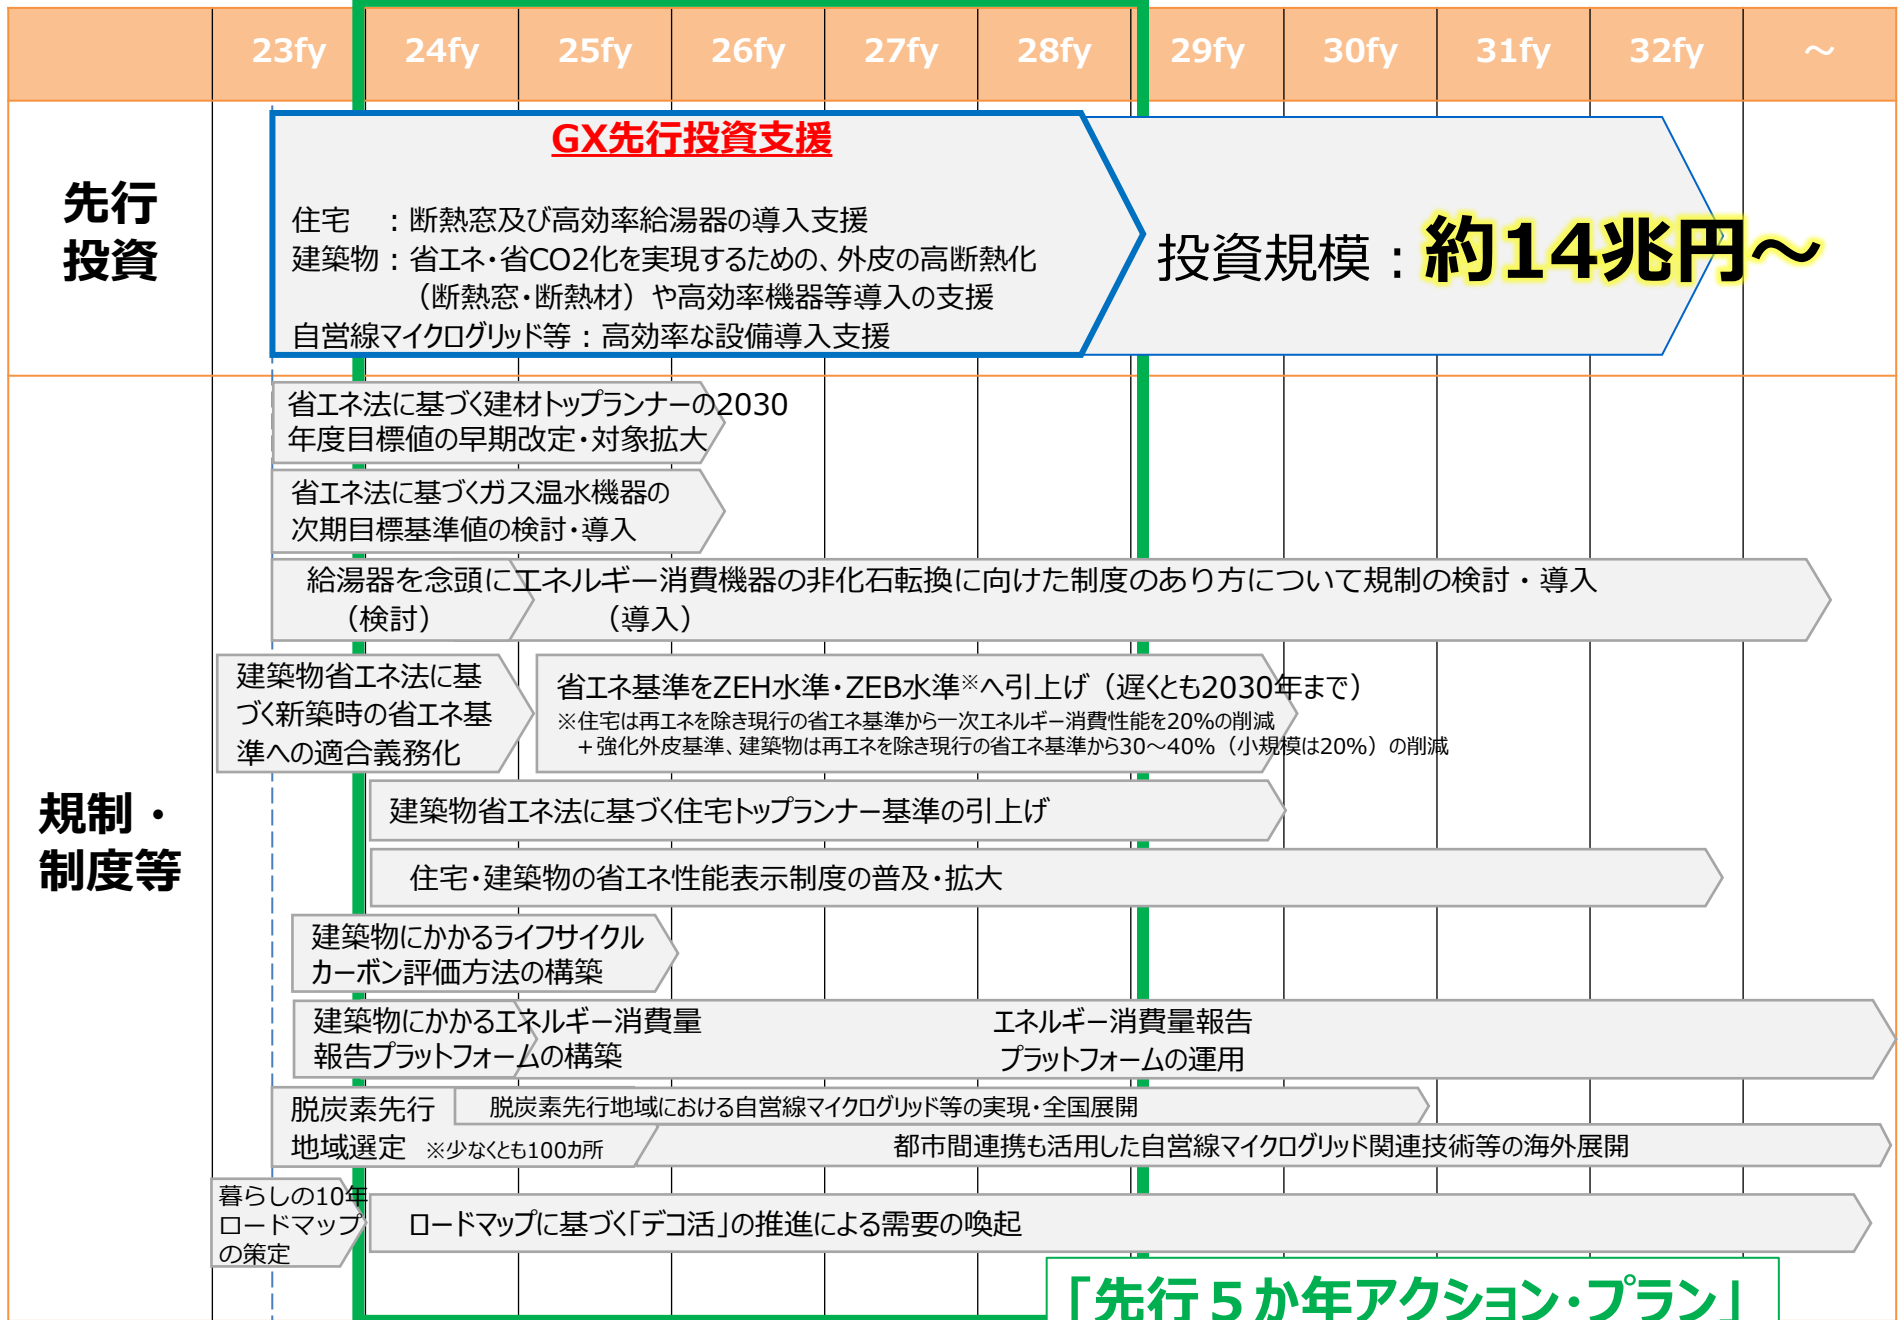 23fy 24fy 25fy 26fy 27fy 28fy 29fy 30fy 31fy 32fy ～
先行
投資
GX先行投資支援
住宅　：断熱窓及び高効率給湯器の導入支援
建築物：省エネ・省CO2化を実現するための、外皮の高断熱化
（断熱窓・断熱材）や高効率機器等導入の支援
自営線マイクログリッド等：高効率な設備導入支援
投資規模：約14兆円～
規制・
制度等
省エネ法に基づく建材トップランナーの2030
年度目標値の早期改定・対象拡大
省エネ法に基づくガス温水機器の
次期目標基準値の検討・導入
給湯器を念頭にエネルギー消費機器の非化石転換に向けた制度のあり方について規制の検討・導入
（検討）　（導入）
建築物省エネ法に基
づく新築時の省エネ基
準への適合義務化
省エネ基準をZEH水準・ZEB水準※へ引上げ（遅くとも2030年まで）
※住宅は再エネを除き現行の省エネ基準から一次エネルギー消費性能を20%の削減
＋強化外皮基準、建築物は再エネを除き現行の省エネ基準から30～40%（小規模は20%）の削減
建築物省エネ法に基づく住宅トップランナー基準の引上げ
住宅・建築物の省エネ性能表示制度の普及・拡大
建築物にかかるライフサイクル
カーボン評価方法の構築
建築物にかかるエネルギー消費量
報告プラットフォームの構築
エネルギー消費量報告
プラットフォームの運用
脱炭素先行
地域選定 ※少なくとも100カ所
脱炭素先行地域における自営線マイクログリッド等の実現・全国展開
都市間連携も活用した自営線マイクログリッド関連技術等の海外展開
暮らしの10年
ロードマップ
の策定
ロードマップに基づく「デコ活」の推進による需要の喚起
「先行５か年アクション・プラン」